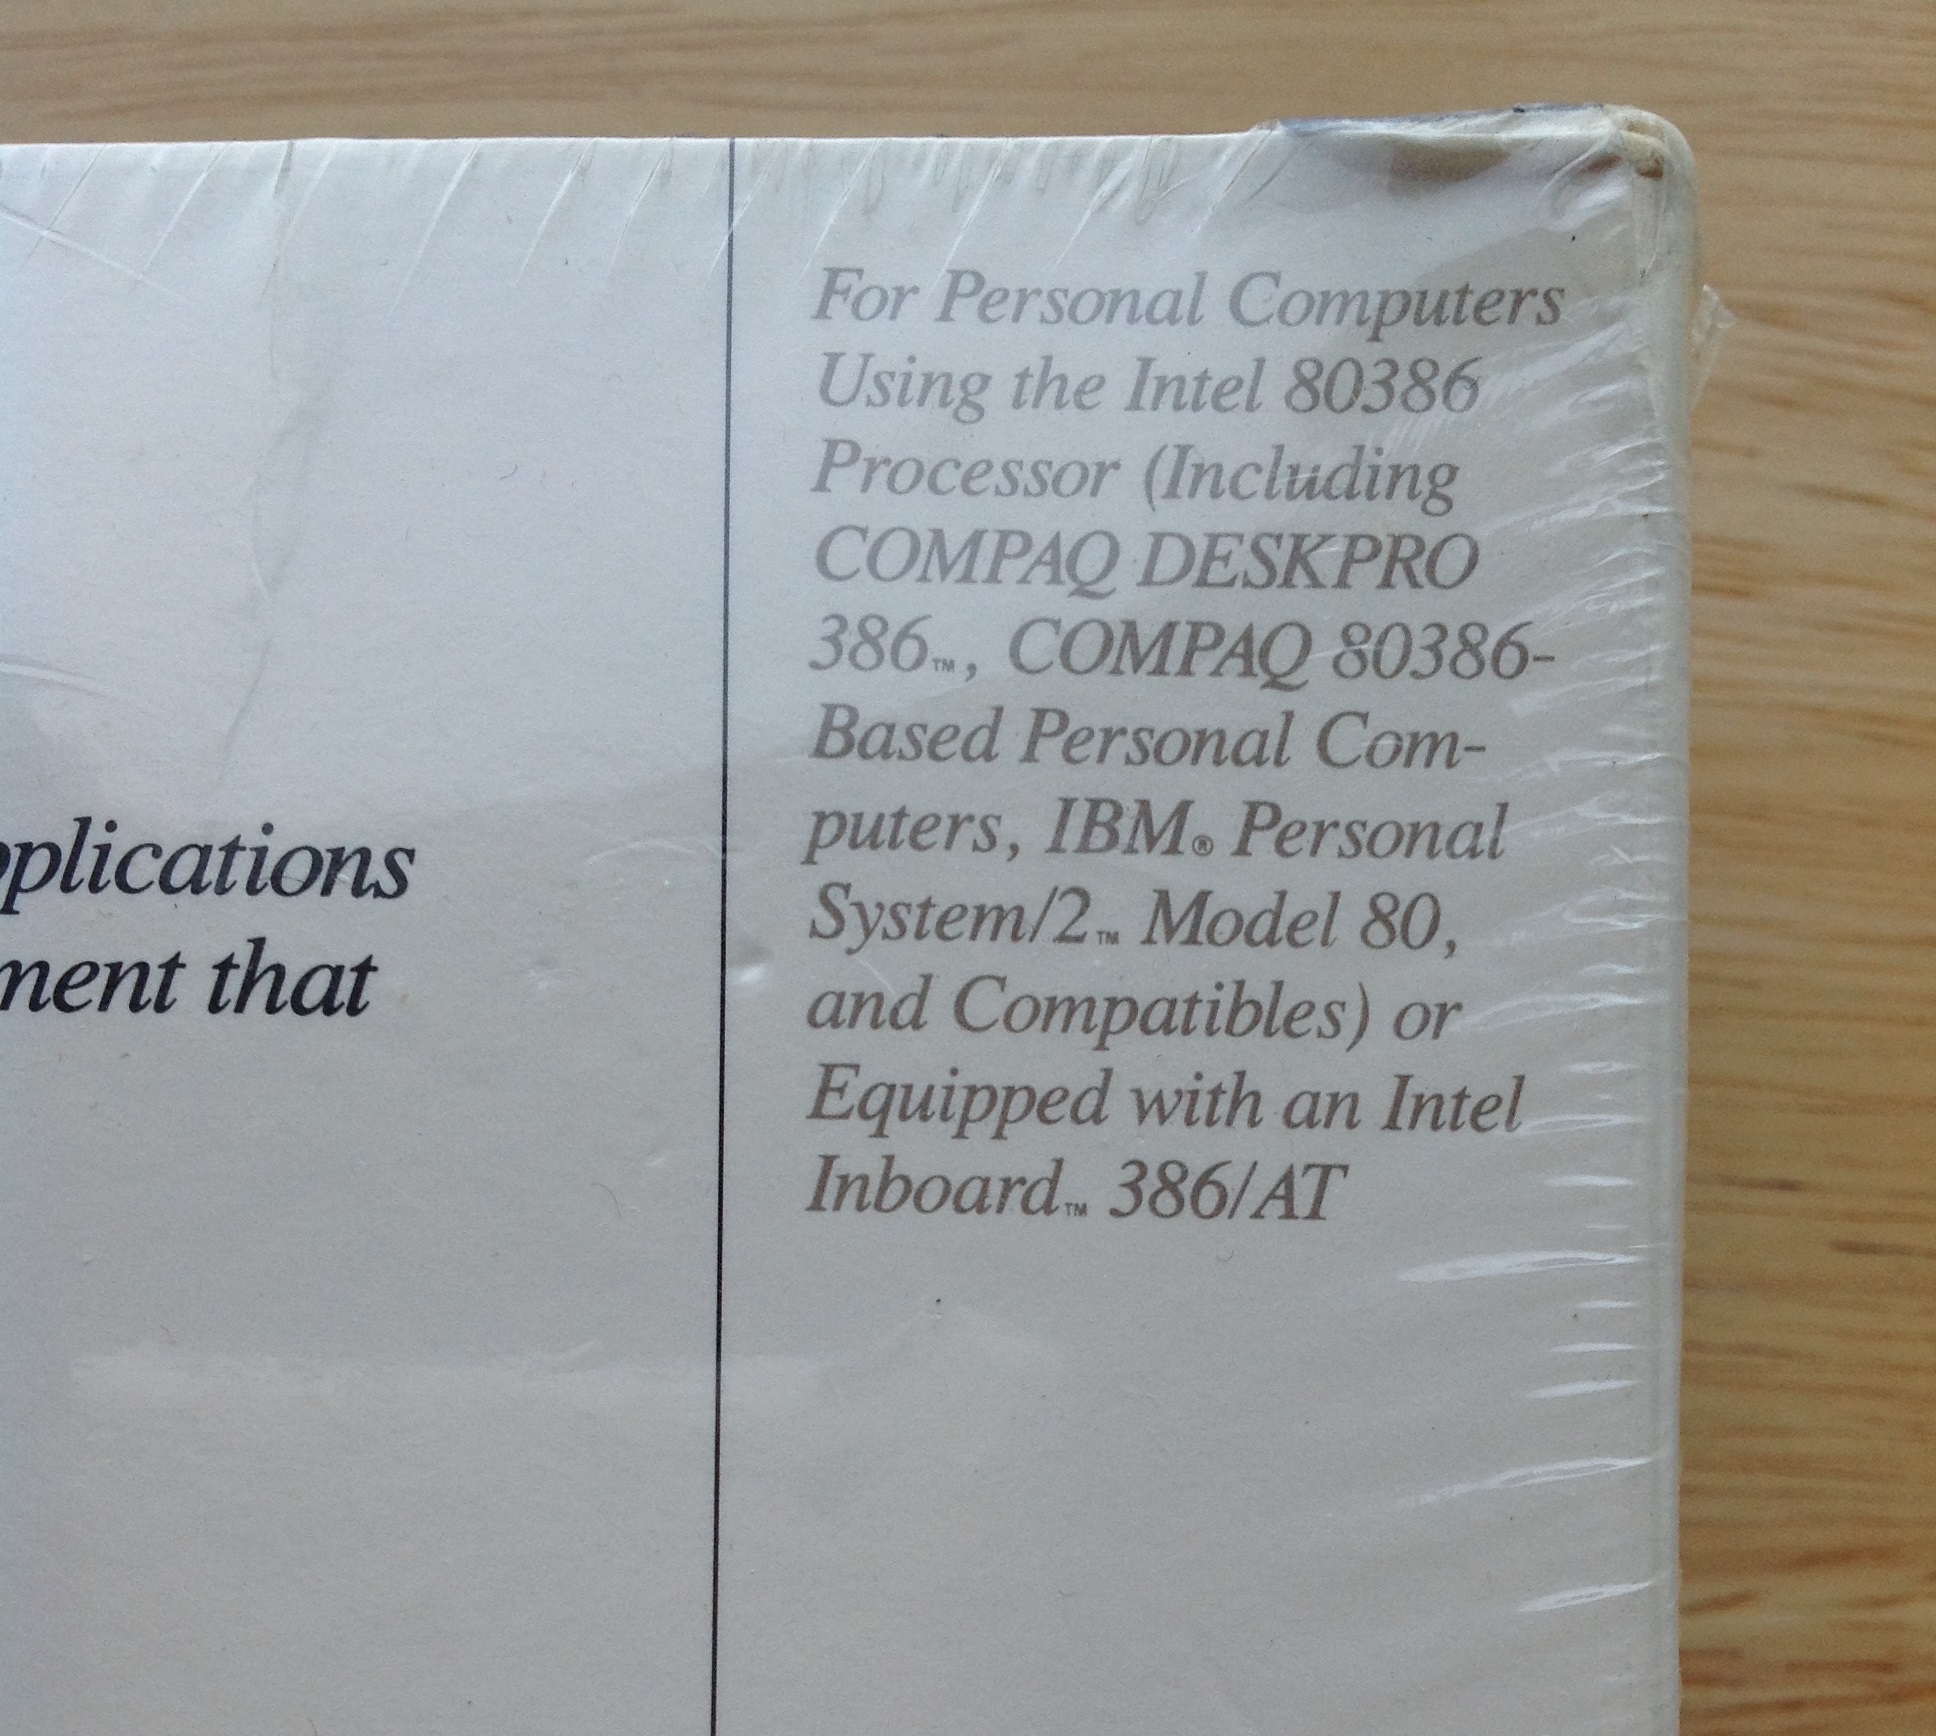 plications
ment that
For Personal Computers
Using the Intel 80386
Processor (Including
COMPAQ DESKPRO
386™, COMPAQ 80386-
Based Personal Com-
puters, IBM® Personal
System/2™ Model 80,
and Compatibles) or
Equipped with an Intel
Inboard™ 386/AT